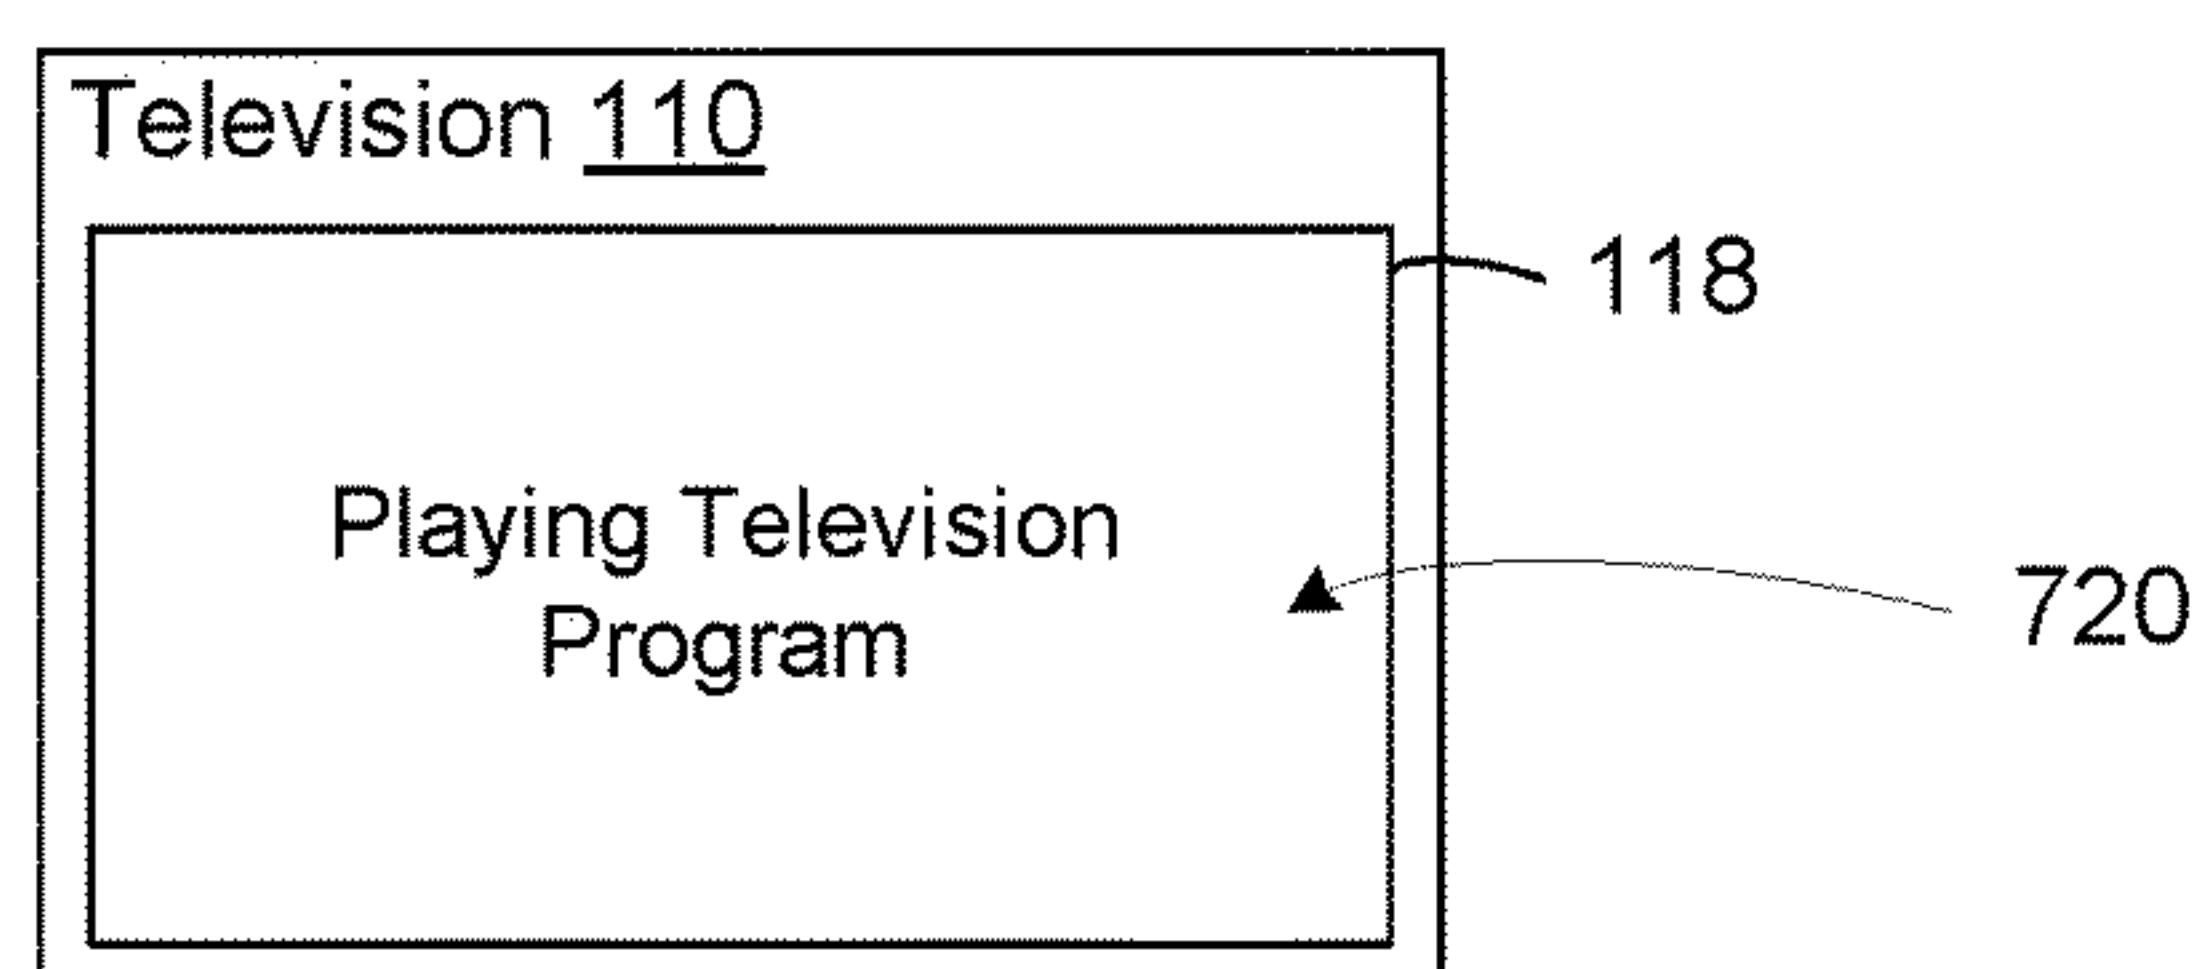 Television 110
118
Playing Television
Program
720